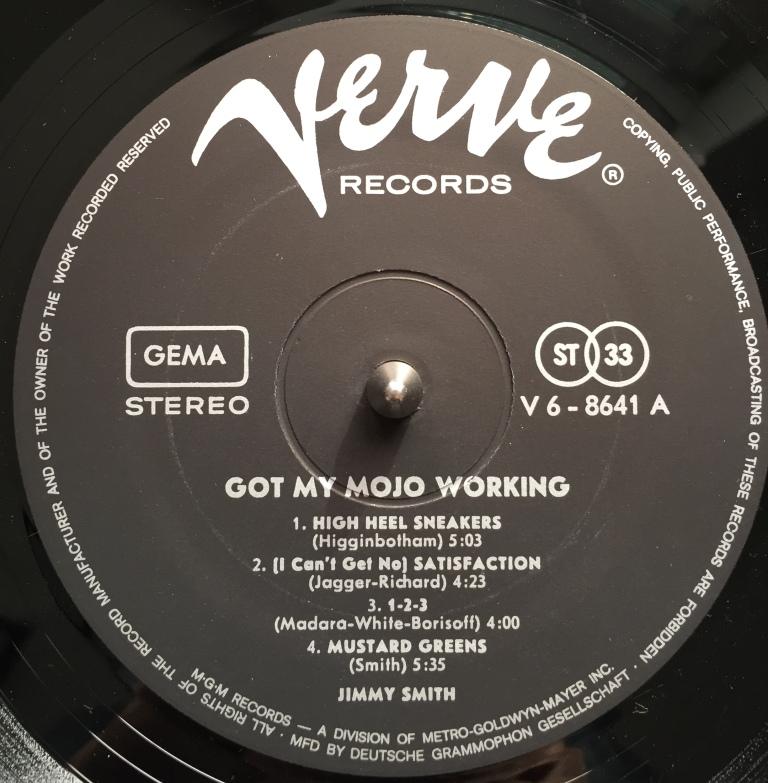 Verve
RECORDS ®
GEMA
STEREO
ST 33
V 6 - 8641 A
GOT MY MOJO WORKING
1. HIGH HEEL SNEAKERS
(Higginbotham) 5:03
2. (I Can't Get No) SATISFACTION
(Jagger-Richard) 4:23
3. 1-2-3
(Madara-White-Borisoff) 4:00
4. MUSTARD GREENS
(Smith) 5:35
JIMMY SMITH
M·G·M RECORDS — A DIVISION OF METRO-GOLDWYN-MAYER INC.
MFD BY DEUTSCHE GRAMMOPHON GESELLSCHAFT · ALL RIGHTS OF THE RECORD MANUFACTURER AND OF THE OWNER OF THE WORK RECORDED RESERVED
COPYING, PUBLIC PERFORMANCE, BROADCASTING OF THESE RECORDS ARE FORBIDDEN ·